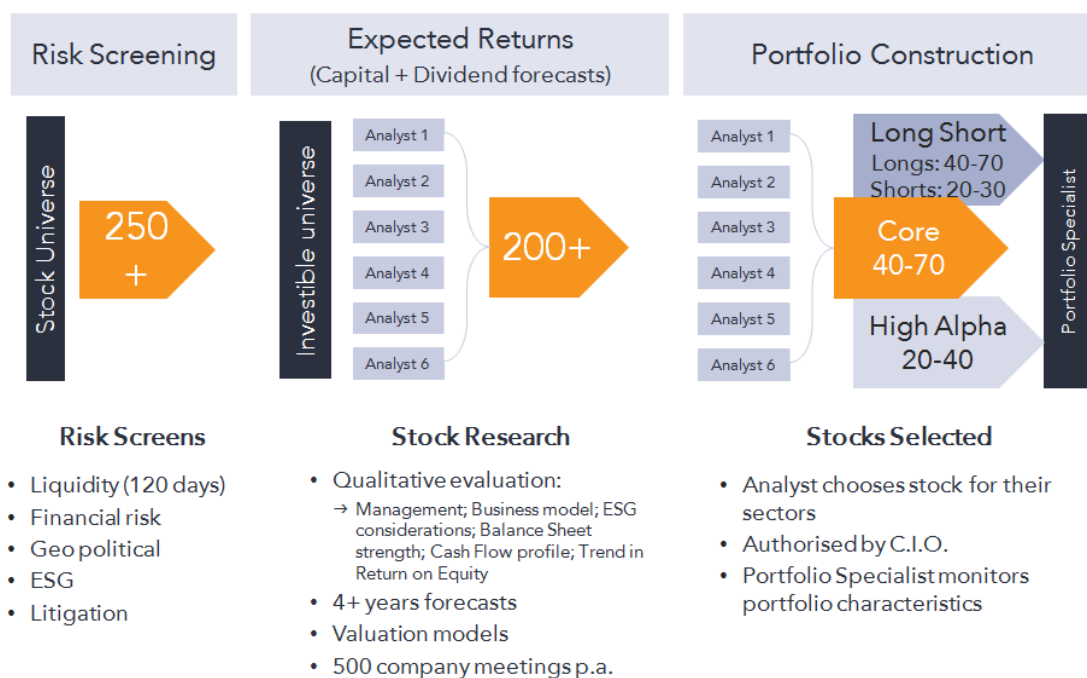 Risk Screening
Expected Returns
(Capital + Dividend forecasts)
Portfolio Construction
Stock Universe
250
+
Investible universe
Analyst 1
Analyst 2
Analyst 3
Analyst 4
Analyst 5
Analyst 6
200+
Analyst 1
Analyst 2
Analyst 3
Analyst 4
Analyst 5
Analyst 6
Long Short
Longs: 40-70
Shorts: 20-30
Core
40-70
High Alpha
20-40
Portfolio Specialist
Risk Screens
• Liquidity (120 days)
• Financial risk
• Geo political
• ESG
• Litigation
Stock Research
• Qualitative evaluation:
→ Management; Business model; ESG
considerations; Balance Sheet
strength; Cash Flow profile; Trend in
Return on Equity
• 4+ years forecasts
• Valuation models
• 500 company meetings p.a.
Stocks Selected
• Analyst chooses stock for their
sectors
• Authorised by C.I.O.
• Portfolio Specialist monitors
portfolio characteristics